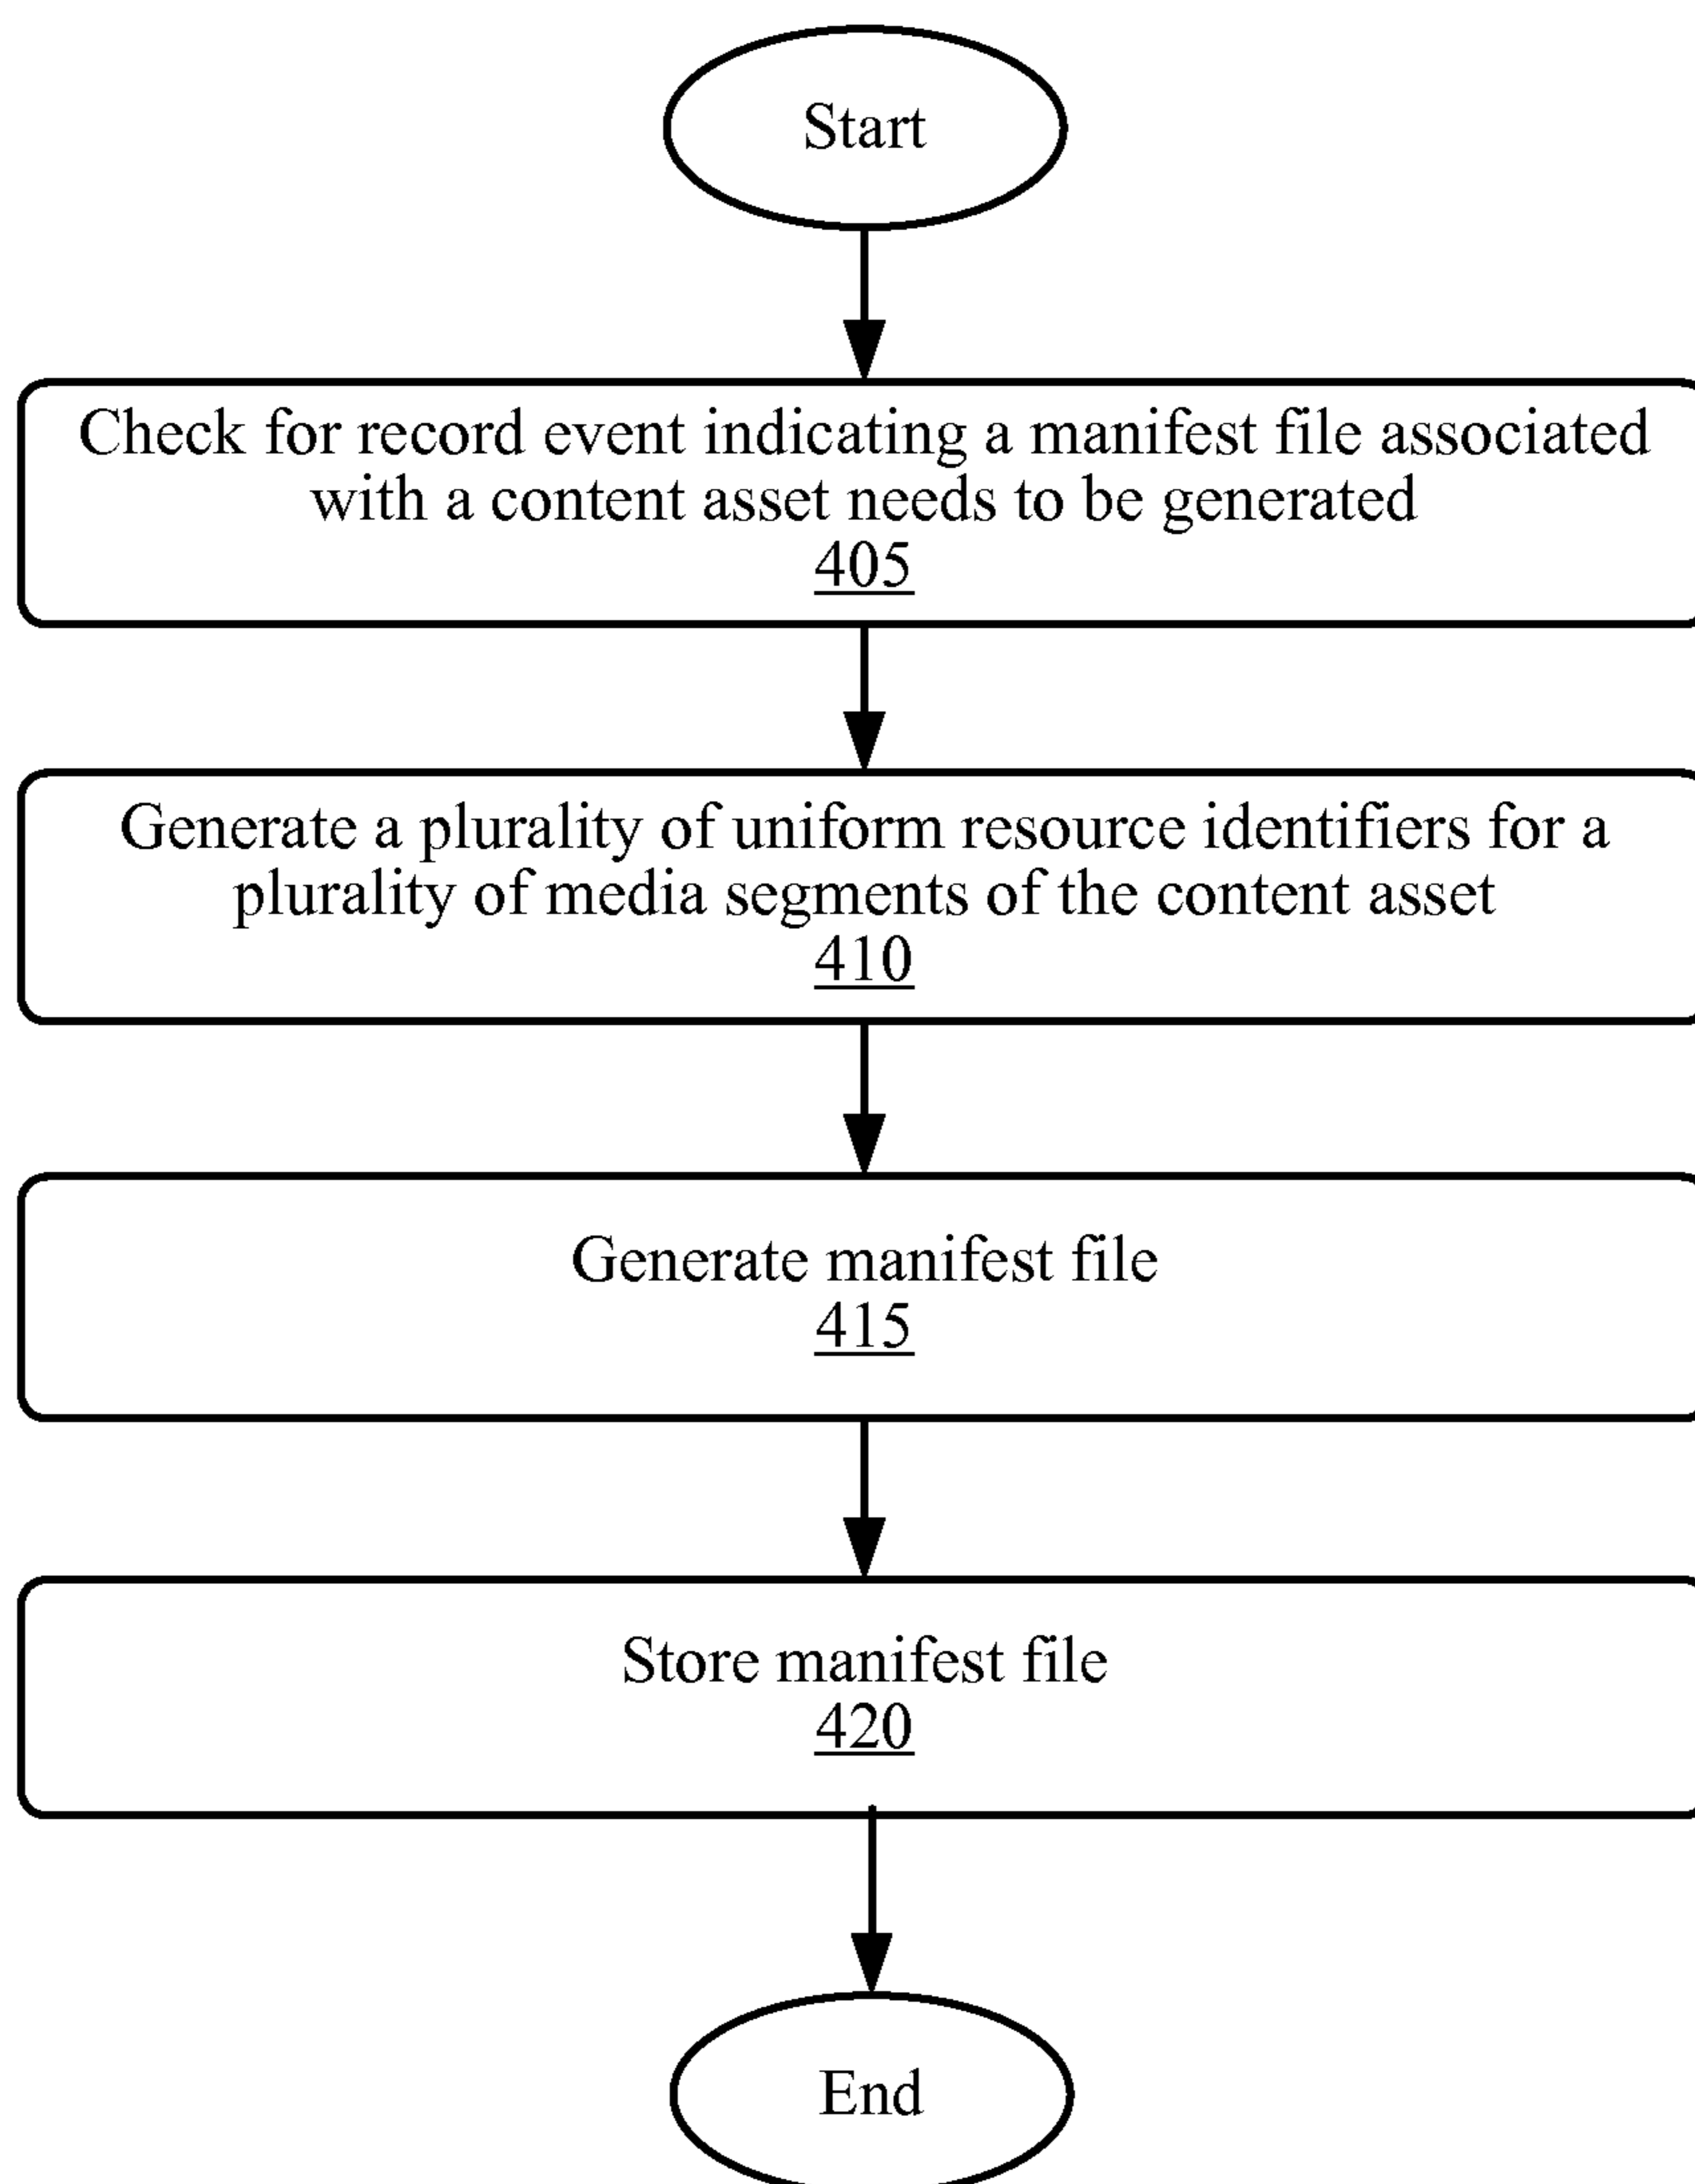 Start
Check for record event indicating a manifest file associated
with a content asset needs to be generated
405
Generate a plurality of uniform resource identifiers for a
plurality of media segments of the content asset
410
Generate manifest file
415
Store manifest file
420
End